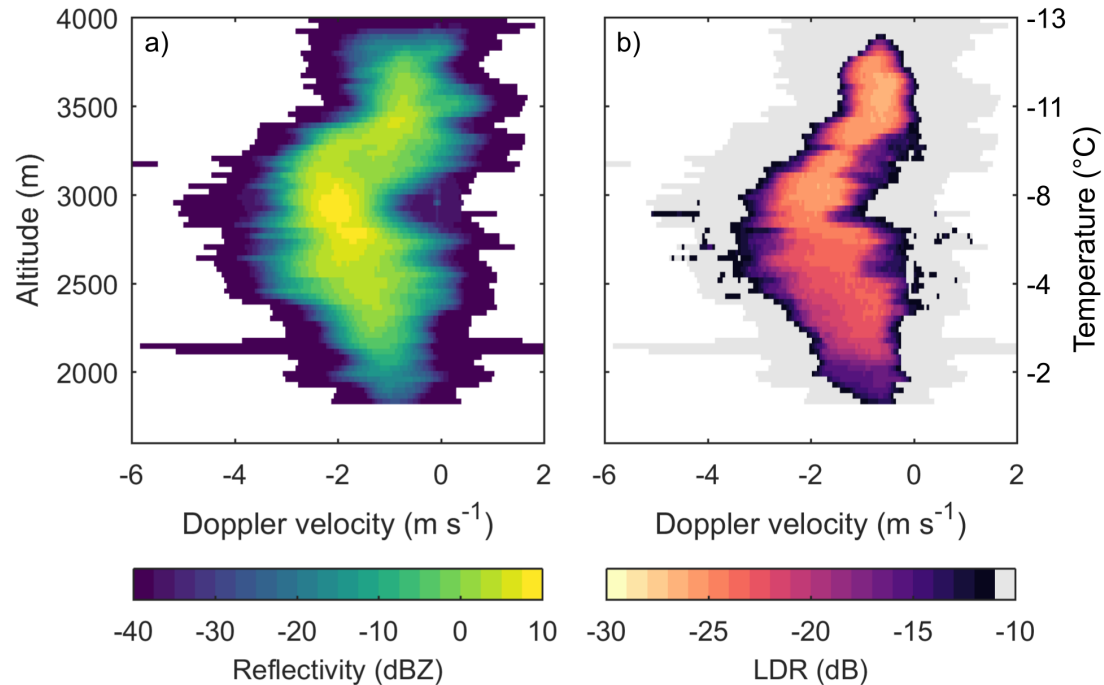 a)
4000
3500
3000
2500
2000
Altitude (m)
-6 -4 -2 0 2
Doppler velocity (m s-1)
b)
-13
-11
-8
-4
-2
Temperature (°C)
-6 -4 -2 0 2
Doppler velocity (m s-1)
-40 -30 -20 -10 0 10
Reflectivity (dBZ)
-30 -25 -20 -15 -10
LDR (dB)